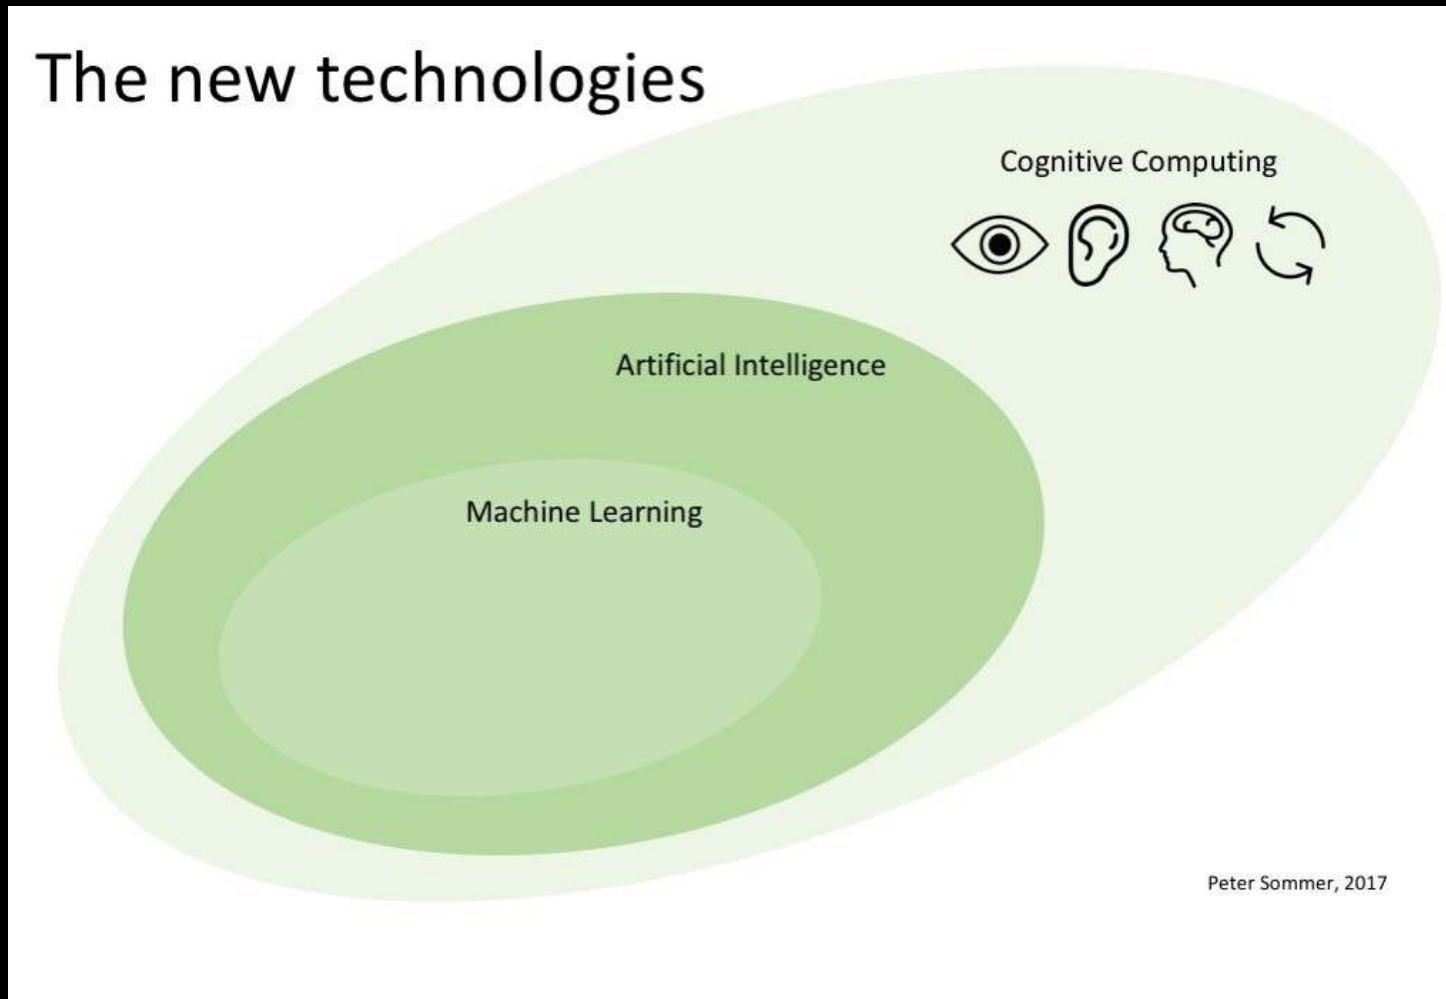 The new technologies
Cognitive Computing
Artificial Intelligence
Machine Learning
Peter Sommer, 2017